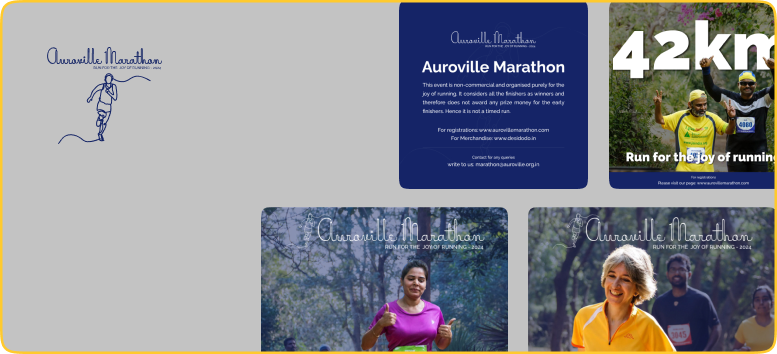 Auroville Marathon
RUN FOR THE JOY OF RUNNING - 2024
Auroville Marathon
RUN FOR THE JOY OF RUNNING - 2024
Auroville Marathon
This event is non-commercial and organised purely for the
joy of running. It considers all the finishers as winners and
therefore does not award any prize money for the early
finishers. Hence it is not a timed run.
For registrations: www.aurovillemarathon.com
For Merchandise: www.desidodo.in
Contact for any queries
write to us: marathon@auroville.org.in
42km
4088
Run for the joy of running
For registrations
Please visit our page: www.aurovillemarathon.com
Auroville Marathon
RUN FOR THE JOY OF RUNNING - 2024
Auroville Marathon
RUN FOR THE JOY OF RUNNING - 2024